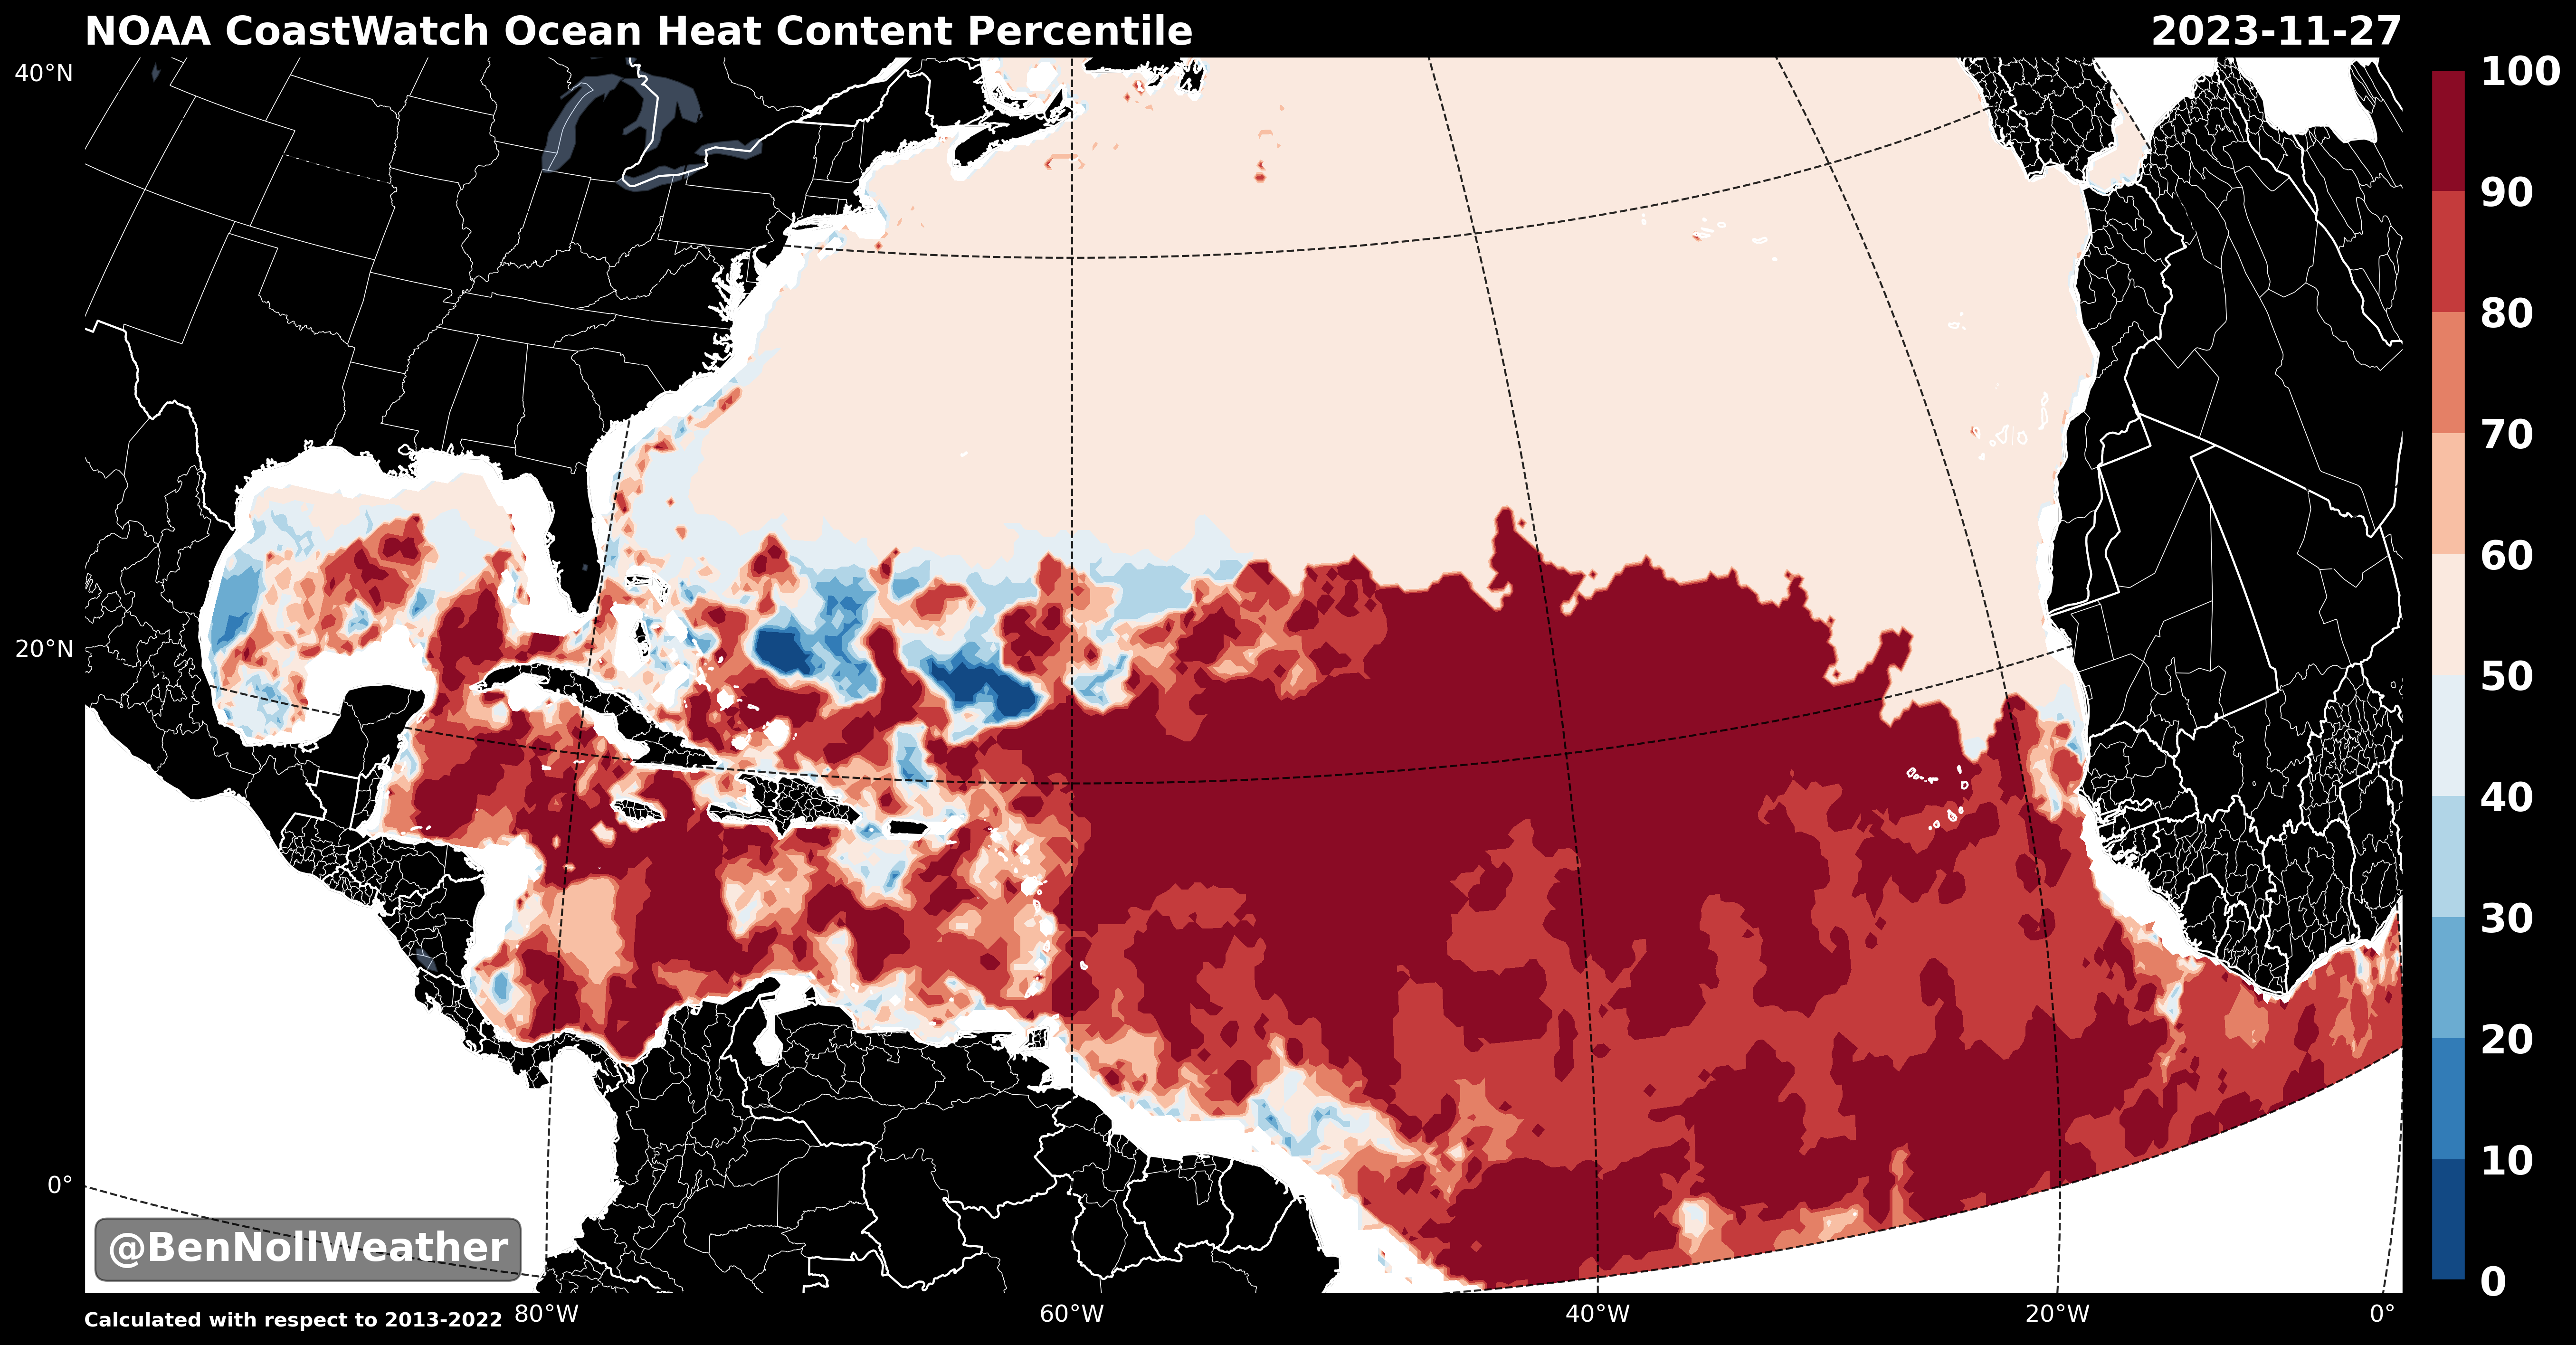 NOAA CoastWatch Ocean Heat Content Percentile 2023-11-27
40°N
20°N
0°
100
90
80
70
60
50
40
30
20
10
0
@BenNollWeather
Calculated with respect to 2013-2022 80°W 60°W 40°W 20°W 0°